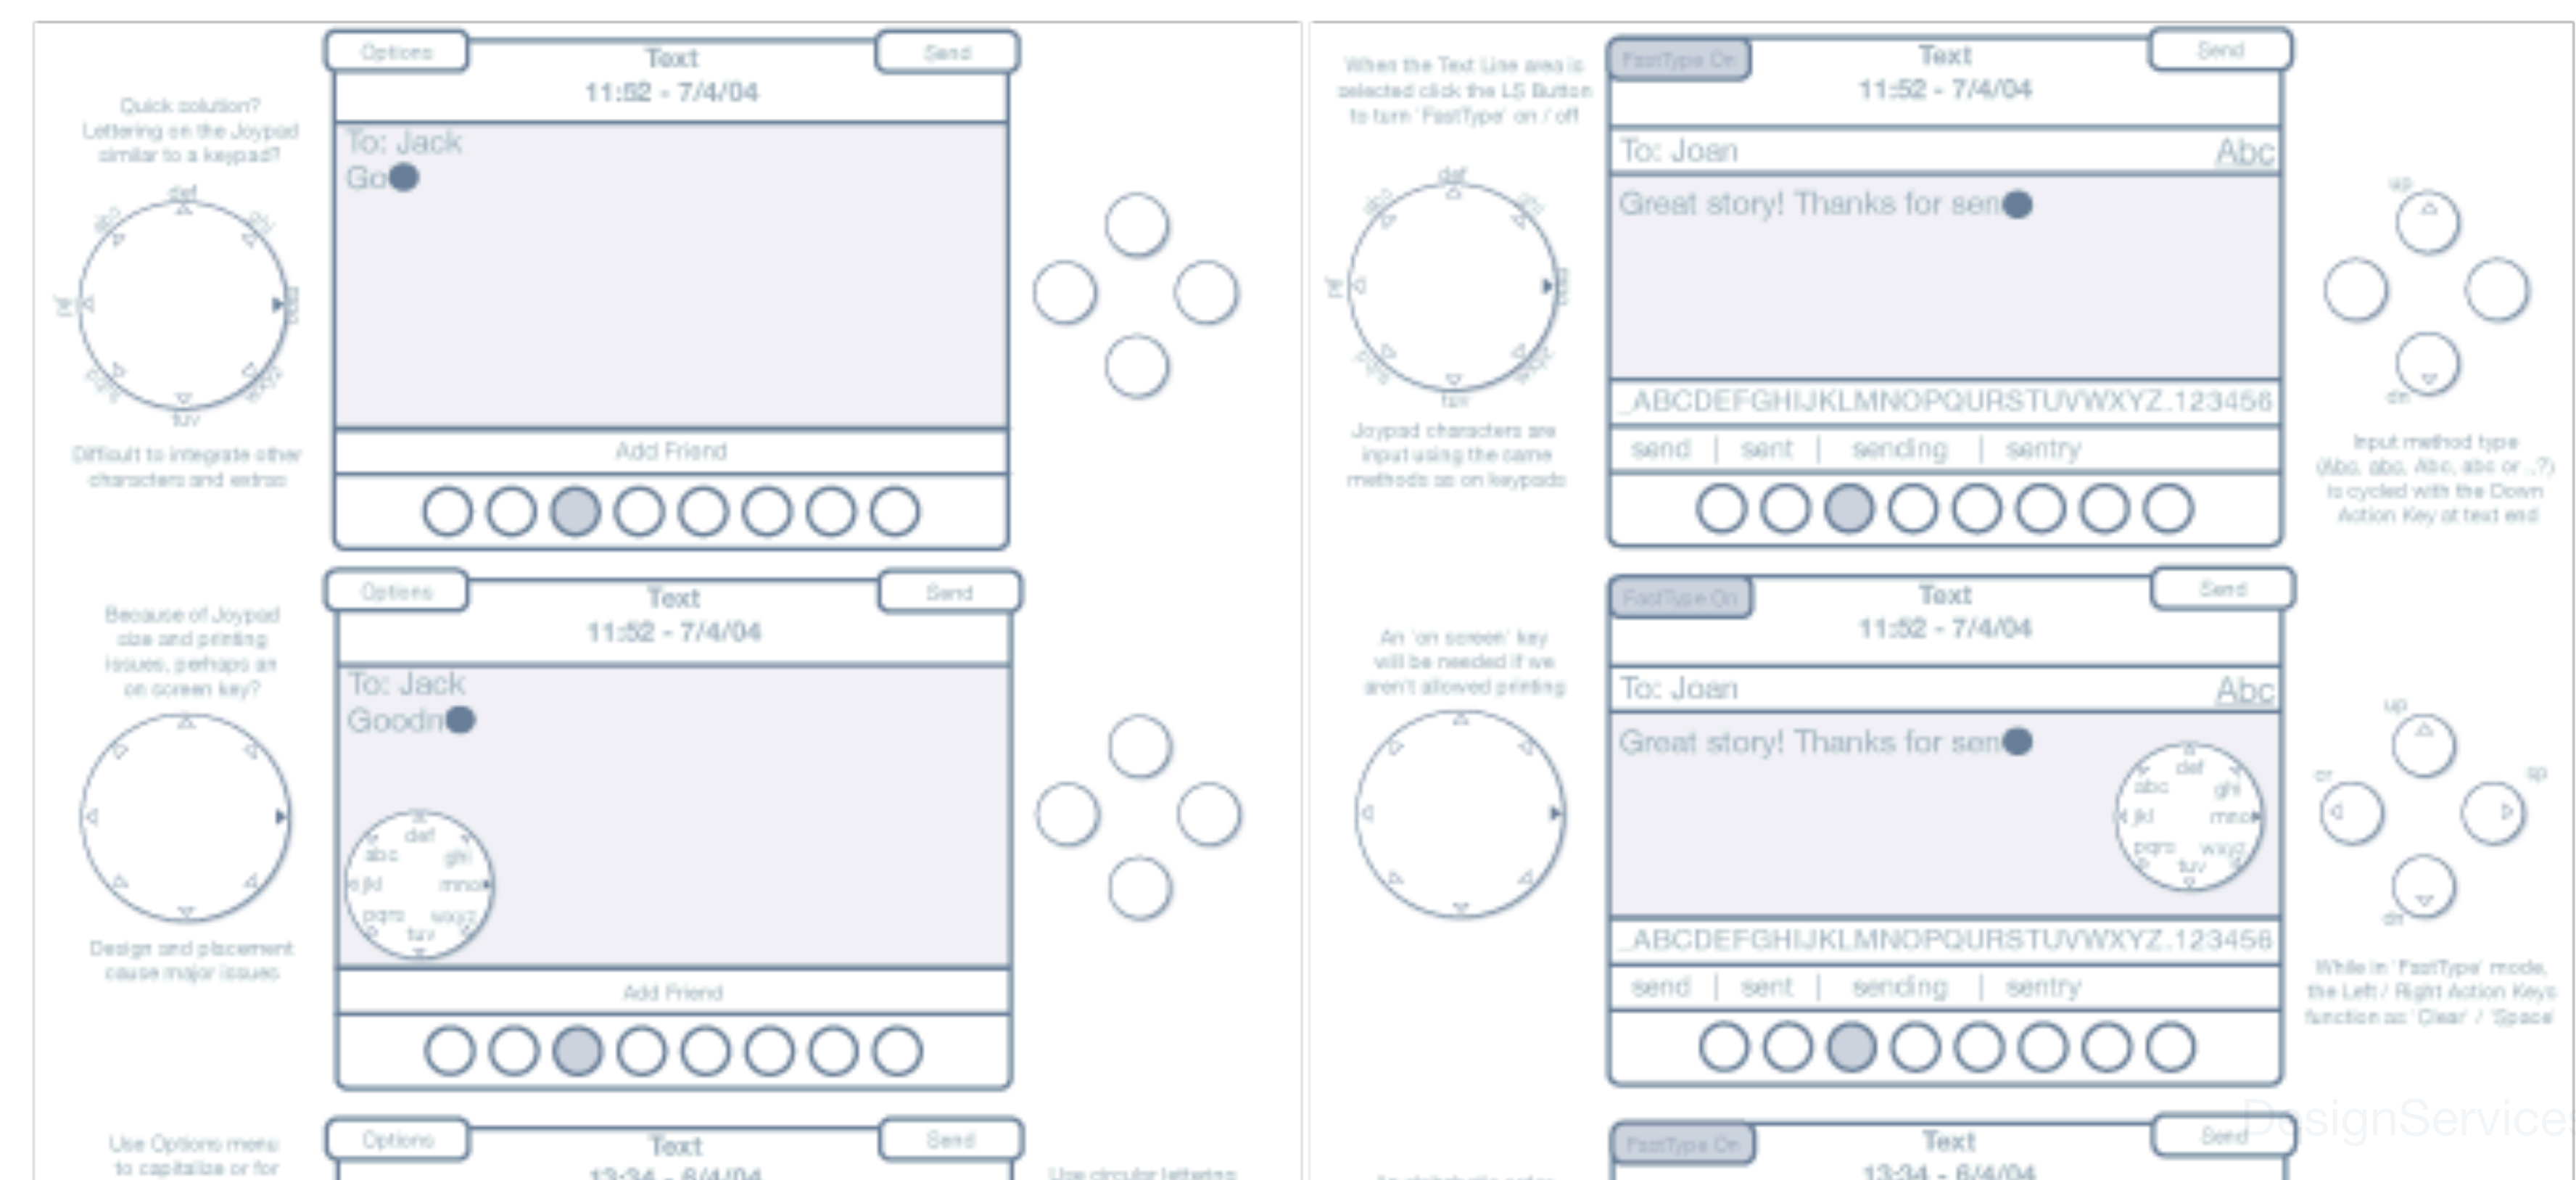 Options
Text
Send
11:52 - 7/4/04
Quick solution?
Lettering on the Joypad
similar to a keypad?
def
tuv
Difficult to integrate other
characters and extras
To: Jack
Go
Add Friend
Options
Text
Send
11:52 - 7/4/04
Because of Joypad
size and printing
issues, perhaps an
on screen key?
Design and placement
cause major issues
To: Jack
Goodn
def
abc
ghi
jkl
mno
pqrs
wxyz
tuv
Add Friend
Use Options menu
to capitalize or for
Options
Text
Send
13:34 - 6/4/04
Use circular lettering
When the Text Line area is
selected click the LS Button
to turn 'FastType' on / off
def
tuv
Joypad characters are
input using the same
methods as on keypads
FastType On
Text
Send
11:52 - 7/4/04
To: Joan
Abc
Great story! Thanks for sen
_ABCDEFGHIJKLMNOPQURSTUVWXYZ.123456
send | sent | sending | sentry
up
dn
Input method type
(Abc, abc, Abc, abc or .,?)
is cycled with the Down
Action Key at text end
An 'on screen' key
will be needed if we
aren't allowed printing
FastType On
Text
Send
11:52 - 7/4/04
To: Joan
Abc
Great story! Thanks for sen
def
abc
ghi
jkl
mno
pqrs
wxyz
tuv
_ABCDEFGHIJKLMNOPQURSTUVWXYZ.123456
send | sent | sending | sentry
up
cr
sp
dn
While in 'FastType' mode,
the Left / Right Action Keys
function as 'Clear' / 'Space'
FastType On
Text
Send
13:34 - 6/4/04
DesignServices